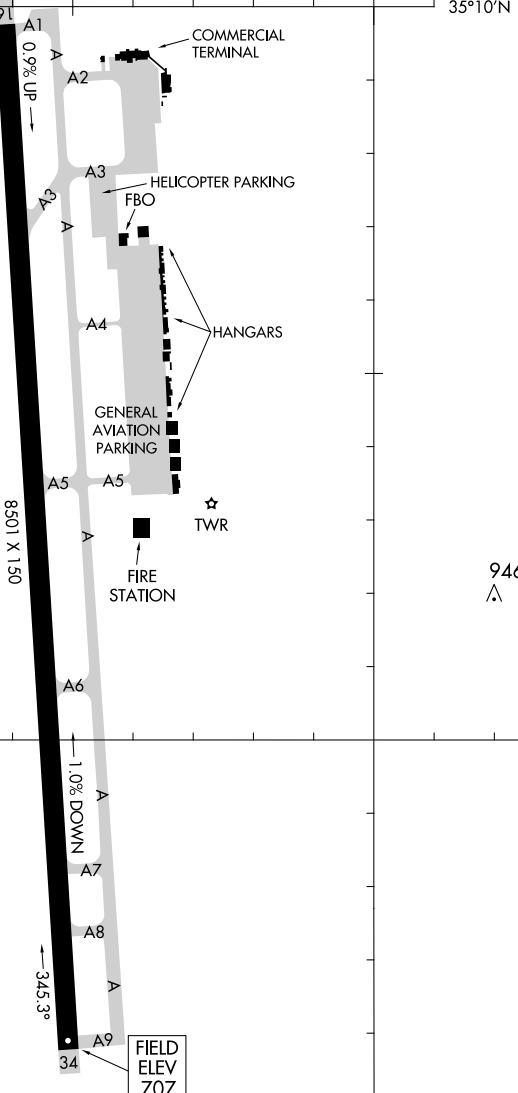 35°10'N
16
A1
COMMERCIAL
TERMINAL
A
0.9% UP
A2
A3
HELICOPTER PARKING
A3
FBO
A
A4
HANGARS
GENERAL
AVIATION
PARKING
A5
A5
8501 X 150
TWR
A
FIRE
STATION
946
A6
1.0% DOWN
A
A7
A8
345.3°
A
A9
34
FIELD
ELEV
707